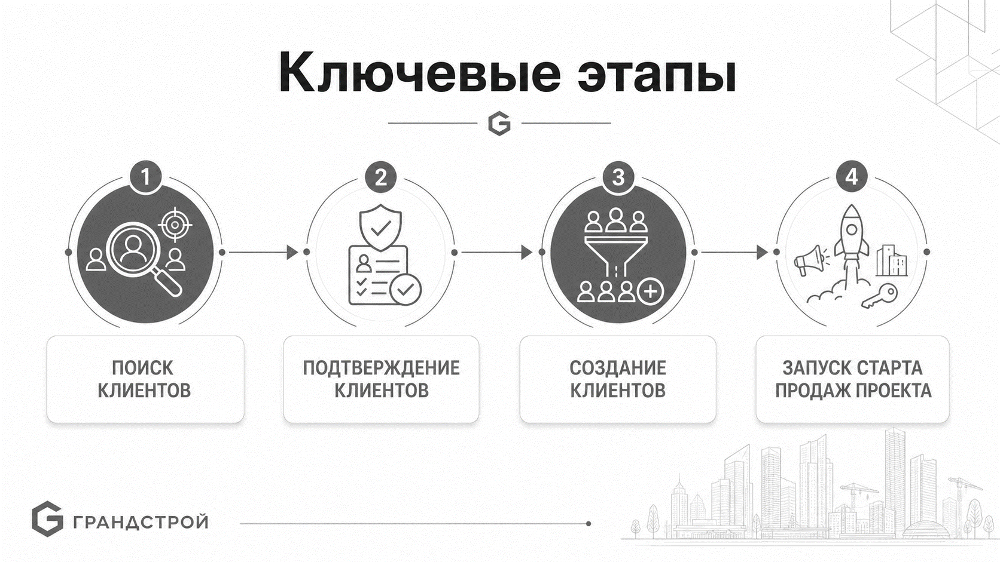 Ключевые этапы
1
2
3
4
ПОИСК
КЛИЕНТОВ
ПОДТВЕРЖДЕНИЕ
КЛИЕНТОВ
СОЗДАНИЕ
КЛИЕНТОВ
ЗАПУСК СТАРТА
ПРОДАЖ ПРОЕКТА
ГРАНДСТРОЙ